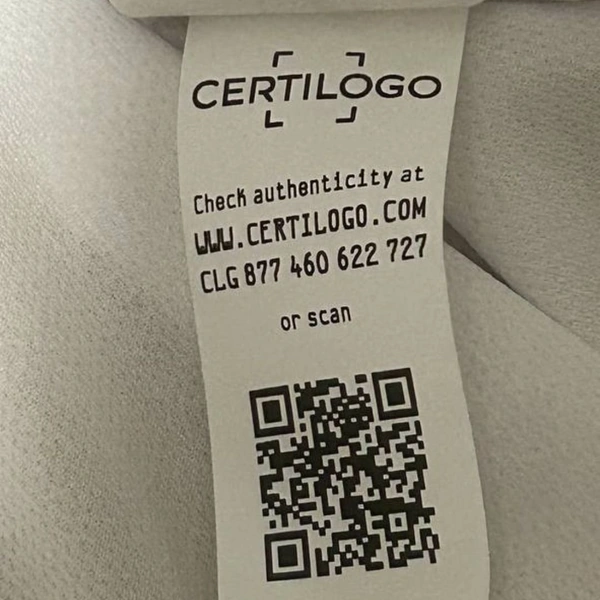 CERTILOGO
Check authenticity at
WWW.CERTILOGO.COM
CLG 877 460 622 727
or scan